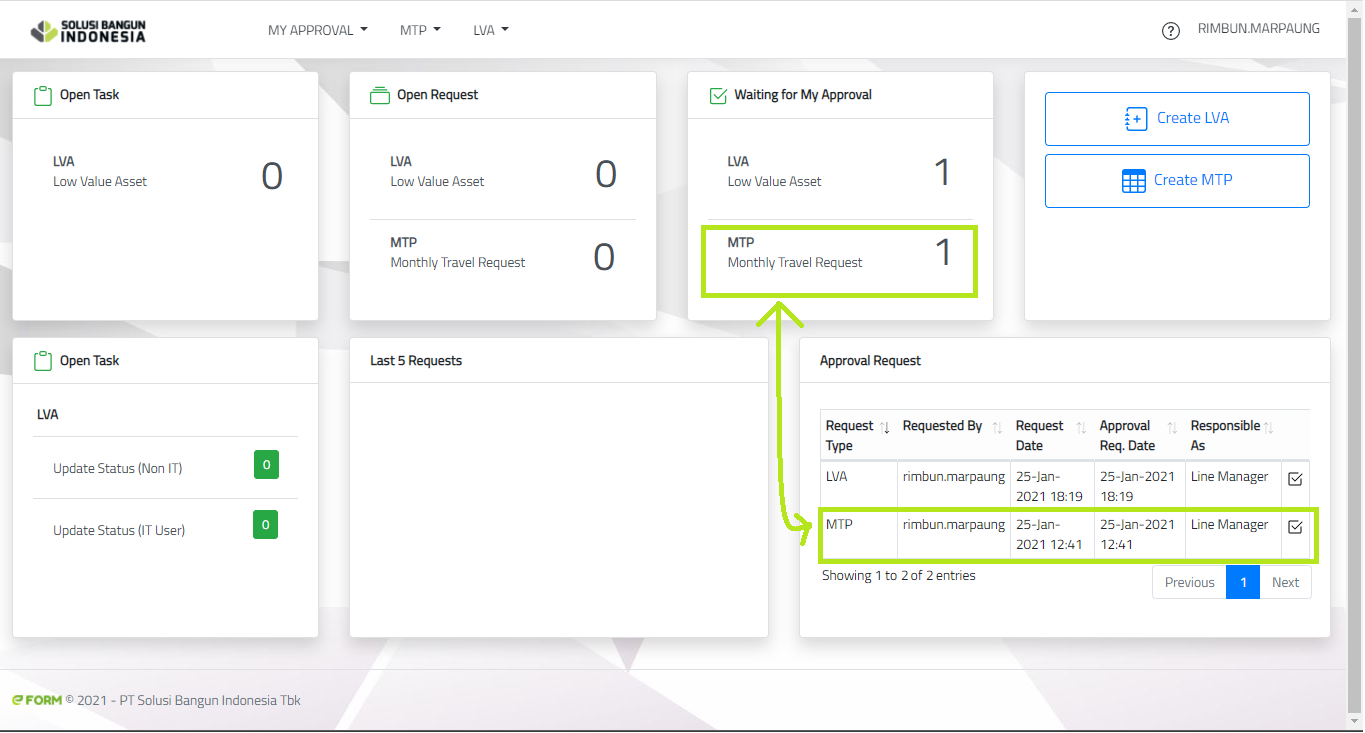 SOLUSI BANGUN
INDONESIA
MY APPROVAL
MTP
LVA
?
RIMBUN.MARPAUNG
Open Task
LVA
Low Value Asset
0
Open Request
LVA
Low Value Asset
0
MTP
Monthly Travel Request
0
Waiting for My Approval
LVA
Low Value Asset
1
MTP
Monthly Travel Request
1
Create LVA
Create MTP
Open Task
LVA
Update Status (Non IT)
0
Update Status (IT User)
0
Last 5 Requests
Approval Request
Request Type Requested By Request Date Approval Req. Date Responsible As
LVA rimbun.marpaung 25-Jan-2021 18:19 25-Jan-2021 18:19 Line Manager
MTP rimbun.marpaung 25-Jan-2021 12:41 25-Jan-2021 12:41 Line Manager
Showing 1 to 2 of 2 entries
Previous 1 Next
eFORM © 2021 - PT Solusi Bangun Indonesia Tbk